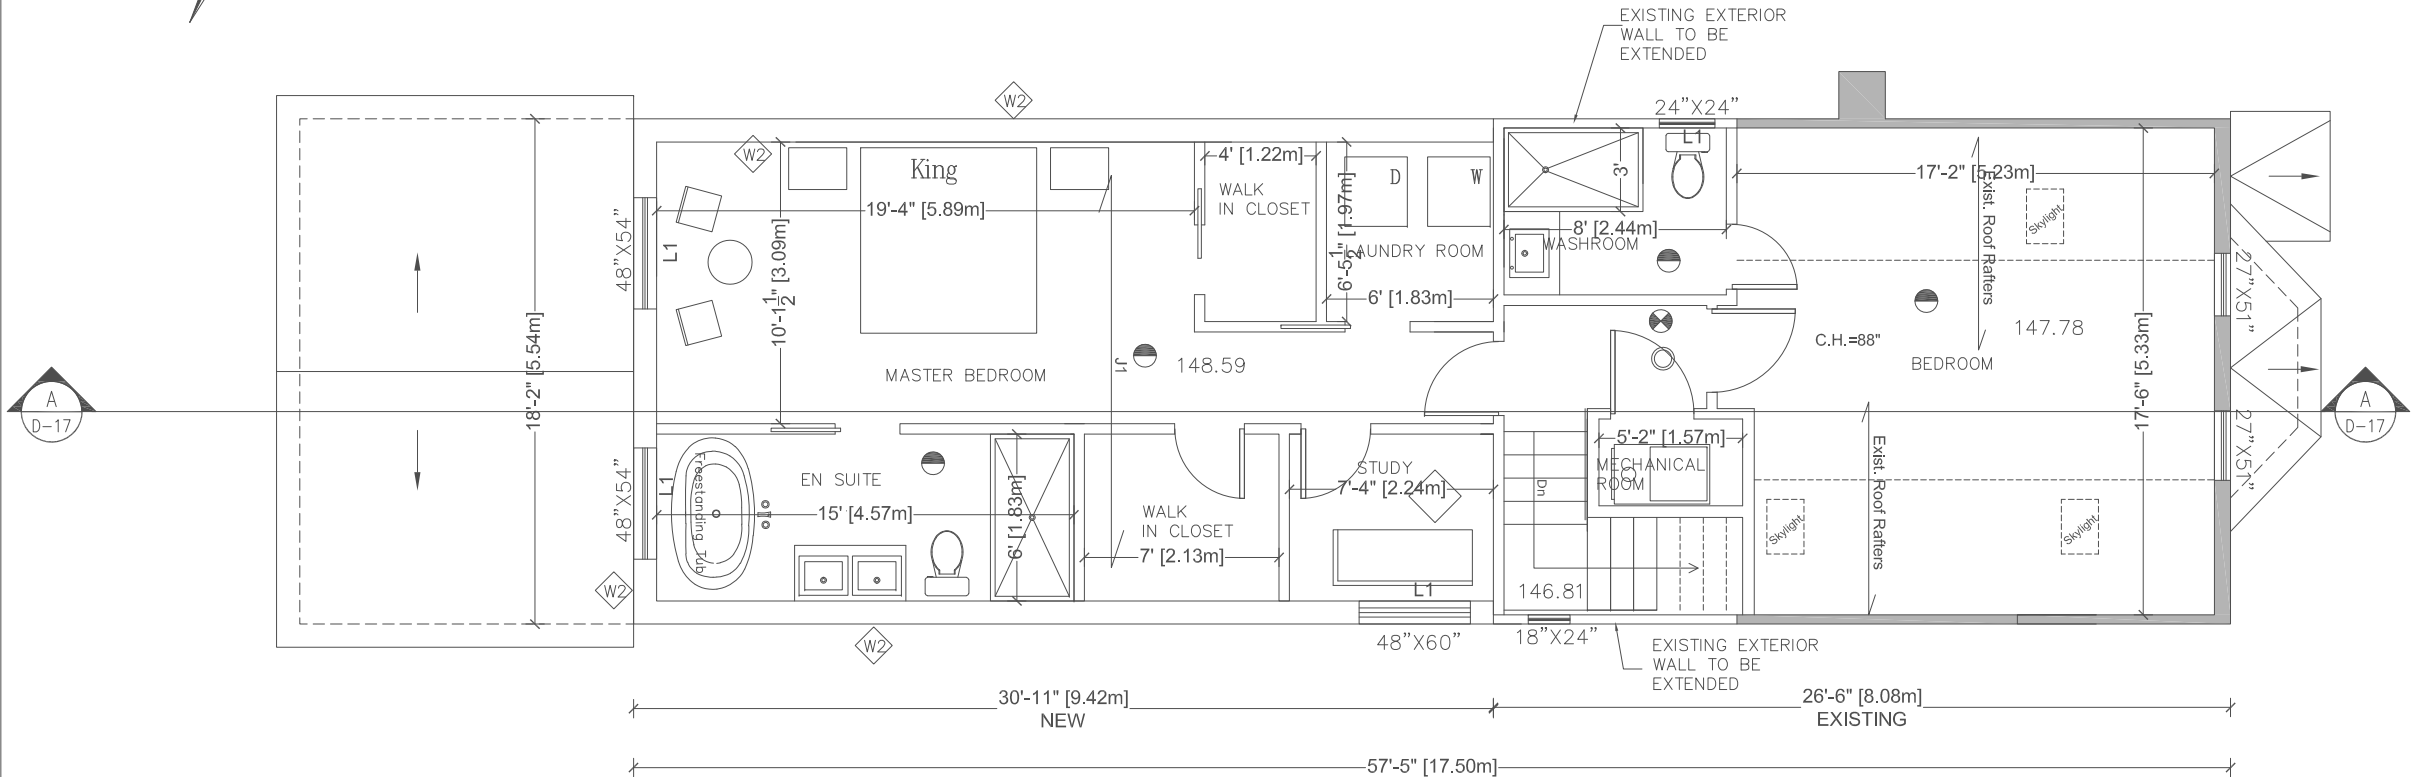 EXISTING EXTERIOR
WALL TO BE
EXTENDED
W2
24"X24"
L1
W2
King
4' [1.22m]
WALK
IN CLOSET
D
W
3'
17'-2" [5.23m]
Exist. Roof Rafters
Skylight
19'-4" [5.89m]
48"X54"
L1
10'-1 1/2" [3.09m]
6'-5 1/2" [1.97m]
LAUNDRY ROOM
6' [1.83m]
8' [2.44m]
WASHROOM
27"X51"
18'-2" [5.54m]
J1
148.59
MASTER BEDROOM
C.H.=88"
147.78
BEDROOM
17'-6" [5.33m]
A
D-17
A
D-17
48"X54"
L1
Freestanding Tub
EN SUITE
15' [4.57m]
6' [1.83m]
WALK
IN CLOSET
7' [2.13m]
STUDY
7'-4" [2.24m]
L1
Dn
5'-2" [1.57m]
MECHANICAL
ROOM
Exist. Roof Rafters
Skylight
Skylight
27"X51"
W2
146.81
W2
48"X60"
18"X24"
EXISTING EXTERIOR
WALL TO BE
EXTENDED
30'-11" [9.42m]
NEW
26'-6" [8.08m]
EXISTING
57'-5" [17.50m]